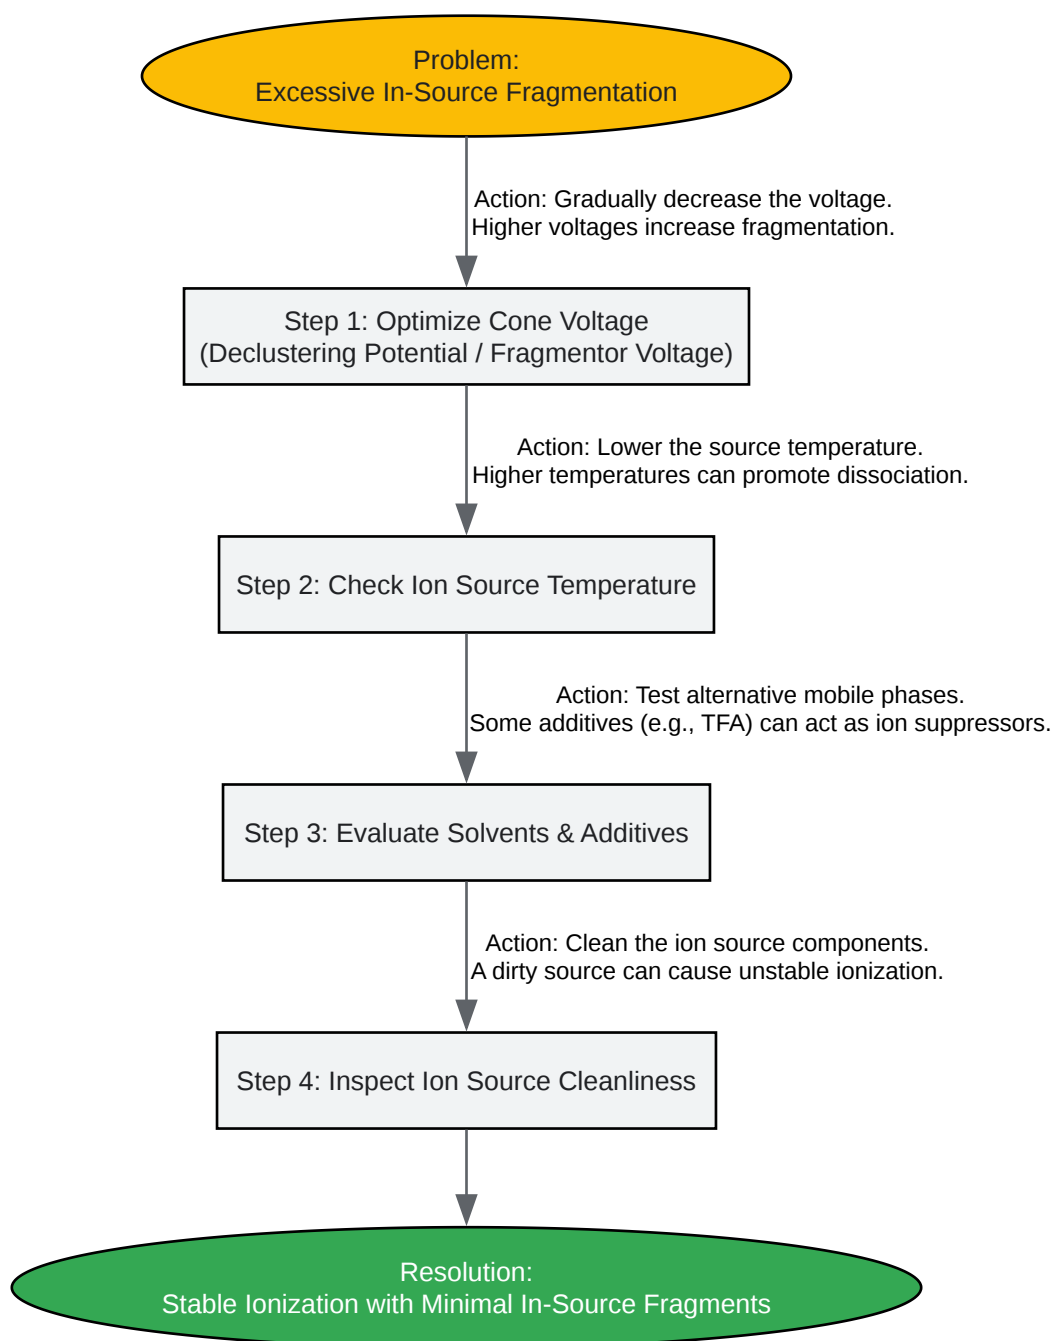 Problem:
Excessive In-Source Fragmentation
Action: Gradually decrease the voltage.
Higher voltages increase fragmentation.
Step 1: Optimize Cone Voltage
(Declustering Potential / Fragmentor Voltage)
Action: Lower the source temperature.
Higher temperatures can promote dissociation.
Step 2: Check Ion Source Temperature
Action: Test alternative mobile phases.
Some additives (e.g., TFA) can act as ion suppressors.
Step 3: Evaluate Solvents & Additives
Action: Clean the ion source components.
A dirty source can cause unstable ionization.
Step 4: Inspect Ion Source Cleanliness
Resolution:
Stable Ionization with Minimal In-Source Fragments